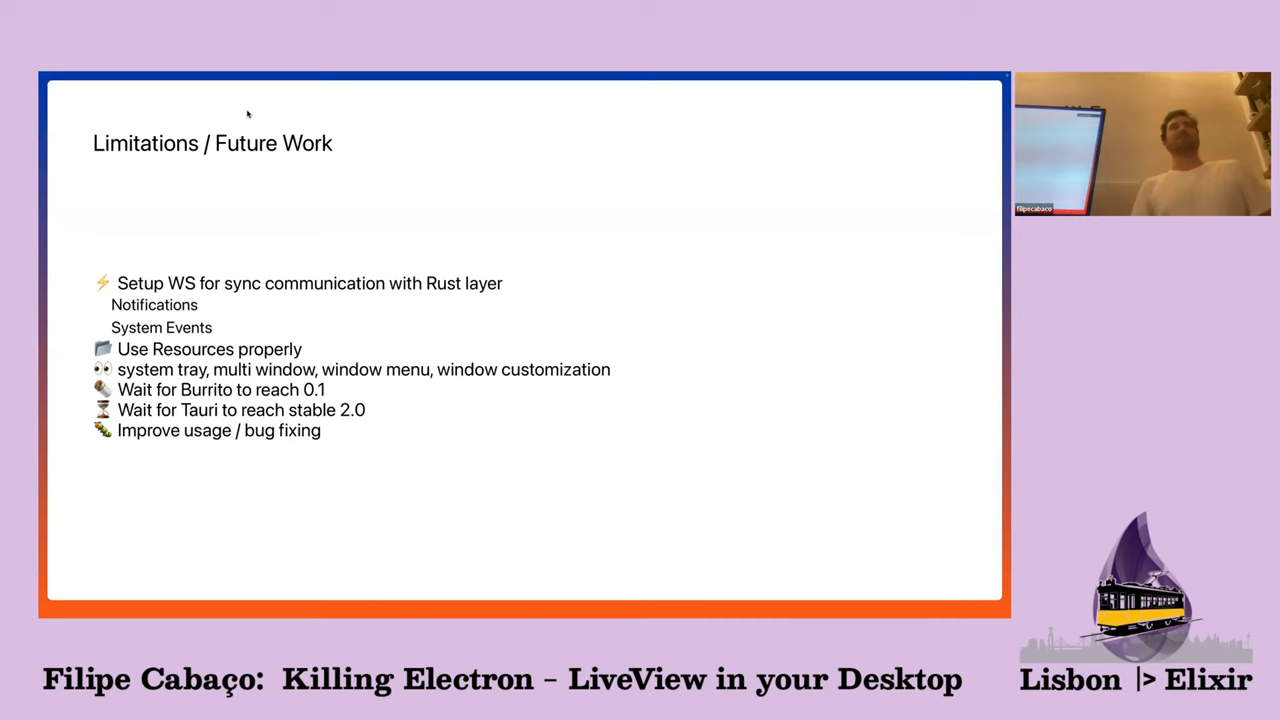 Limitations / Future Work
⚡ Setup WS for sync communication with Rust layer
Notifications
System Events
📁 Use Resources properly
👀 system tray, multi window, window menu, window customization
🌯 Wait for Burrito to reach 0.1
⏳ Wait for Tauri to reach stable 2.0
🐛 Improve usage / bug fixing
filipecabaco
Filipe Cabaço: Killing Electron - LiveView in your Desktop
Lisbon |> Elixir